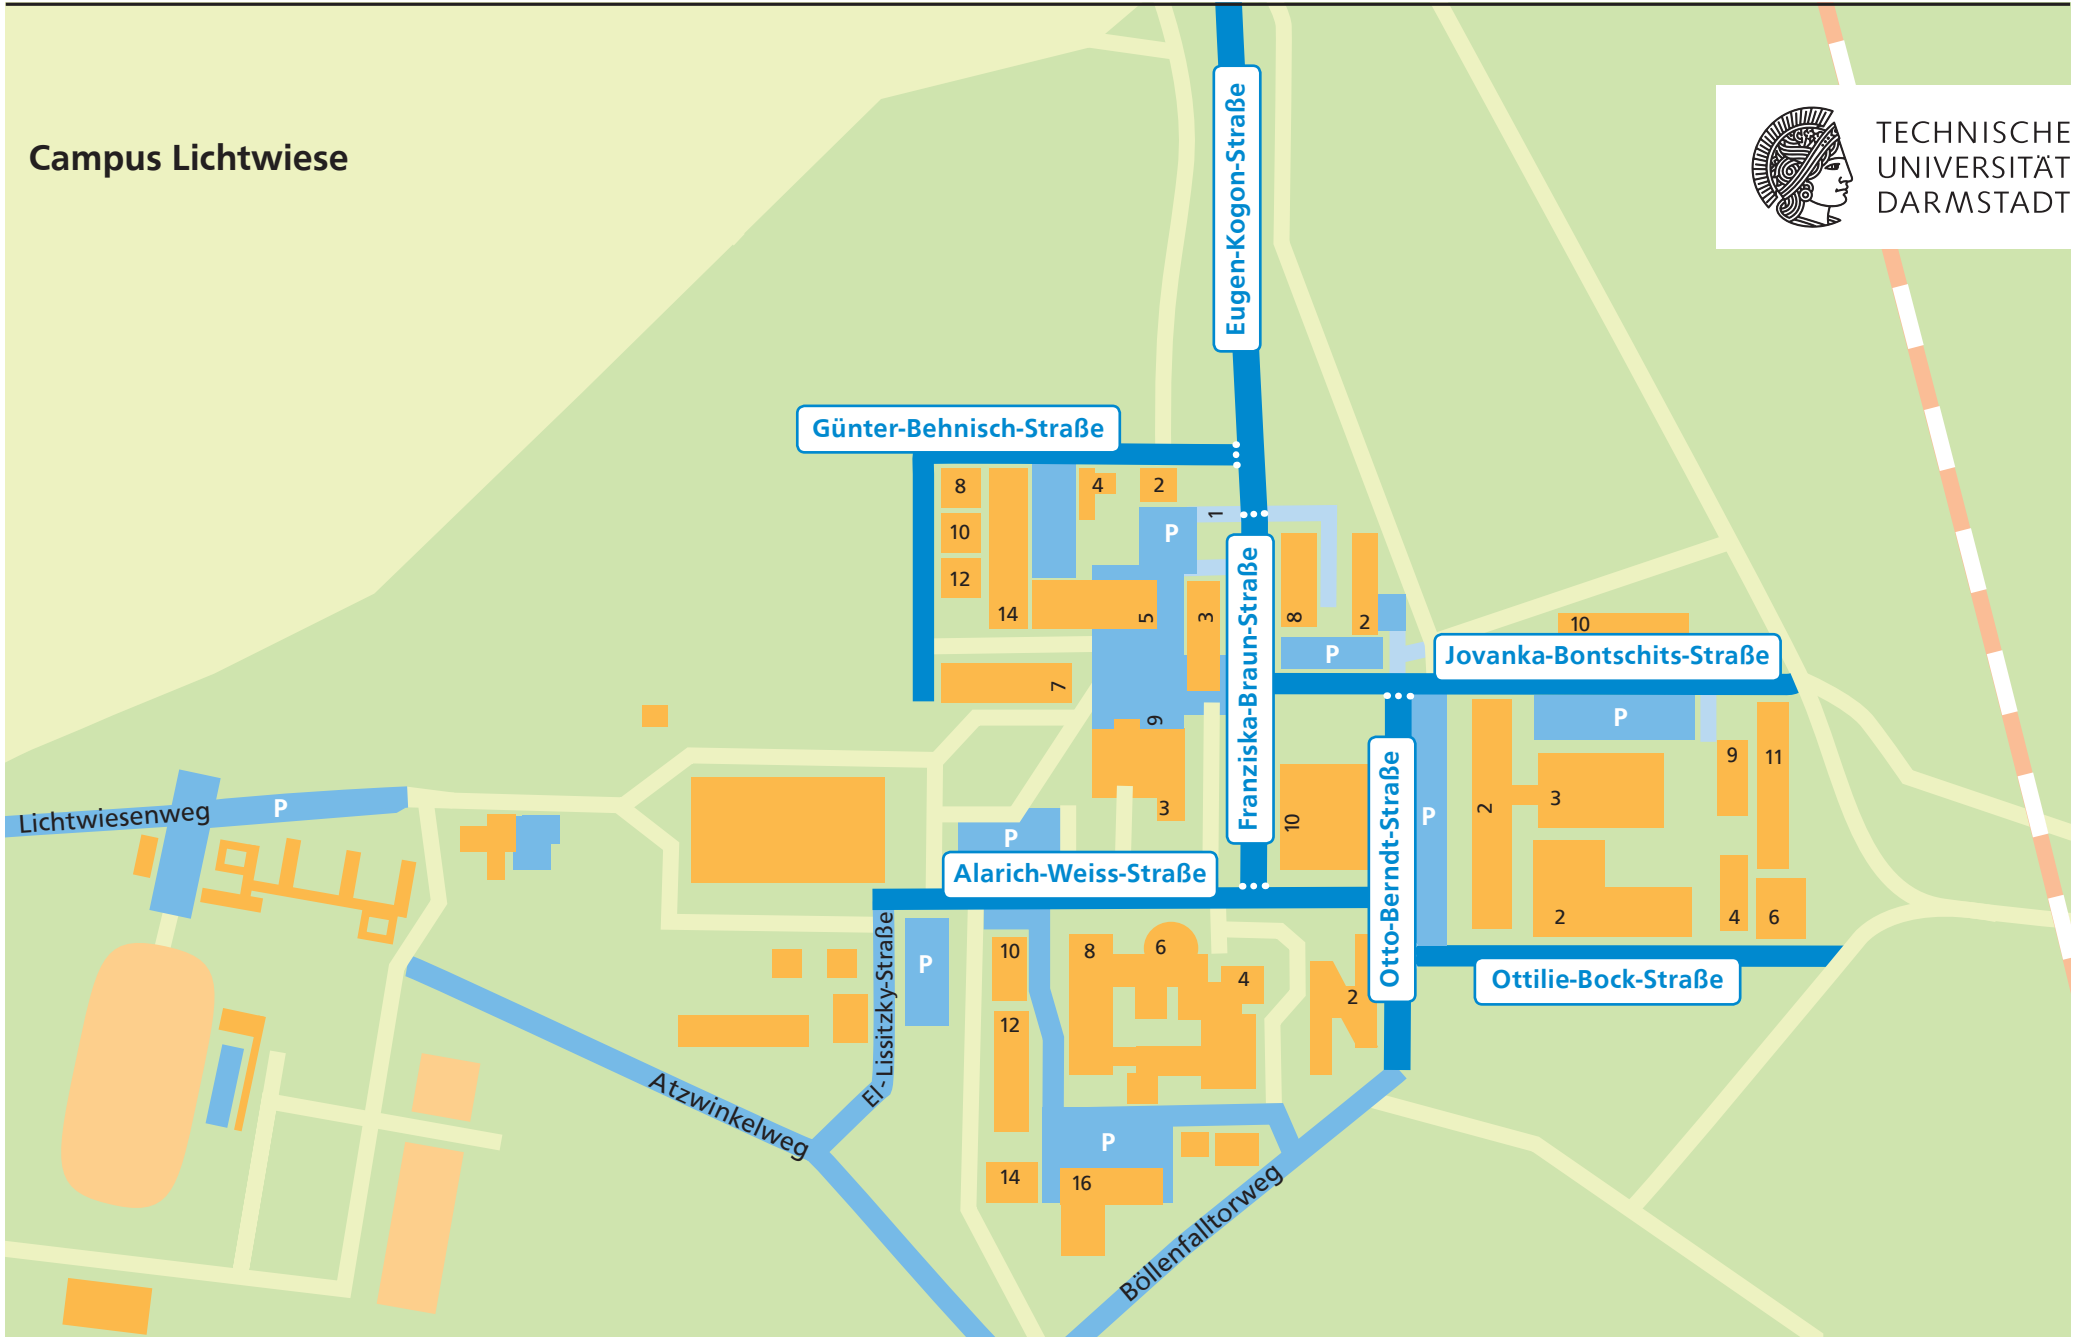 Campus Lichtwiese
TECHNISCHE
UNIVERSITÄT
DARMSTADT
Eugen-Kogon-Straße
Günter-Behnisch-Straße
8
4
2
10
P
1
12
14
5
3
8
2
10
P
Jovanka-Bontschits-Straße
Franziska-Braun-Straße
7
9
P
9
11
Otto-Berndt-Straße
2
3
P
3
10
P
Lichtwiesenweg
P
Alarich-Weiss-Straße
2
4
6
El-Lissitzky-Straße
P
10
8
6
4
2
Ottilie-Bock-Straße
12
Atzwinkelweg
P
14
16
Böllenfalltorweg